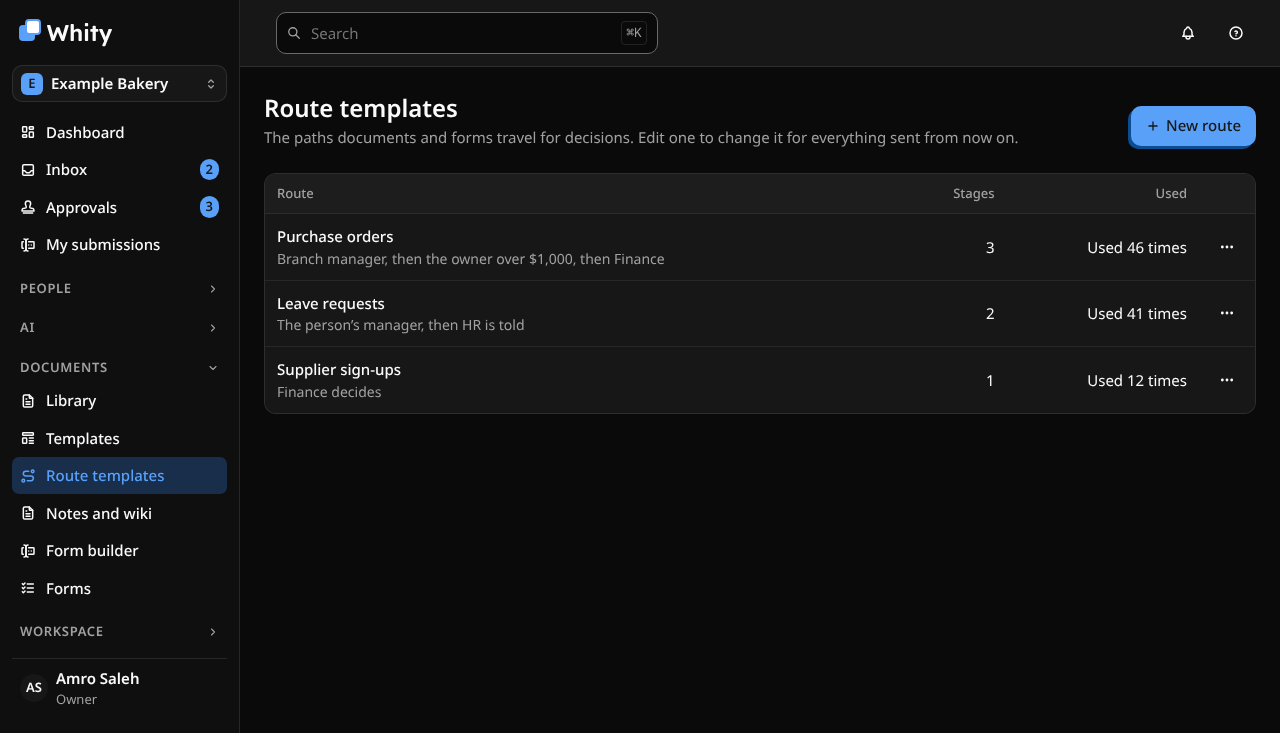 Whity
E Example Bakery
Dashboard
Inbox 2
Approvals 3
My submissions
PEOPLE
AI
DOCUMENTS
Library
Templates
Route templates
Notes and wiki
Form builder
Forms
WORKSPACE
AS Amro Saleh
Owner
Search ⌘K
Route templates
The paths documents and forms travel for decisions. Edit one to change it for everything sent from now on.
+ New route
Route Stages Used
Purchase orders
Branch manager, then the owner over $1,000, then Finance
3 Used 46 times
Leave requests
The person’s manager, then HR is told
2 Used 41 times
Supplier sign-ups
Finance decides
1 Used 12 times